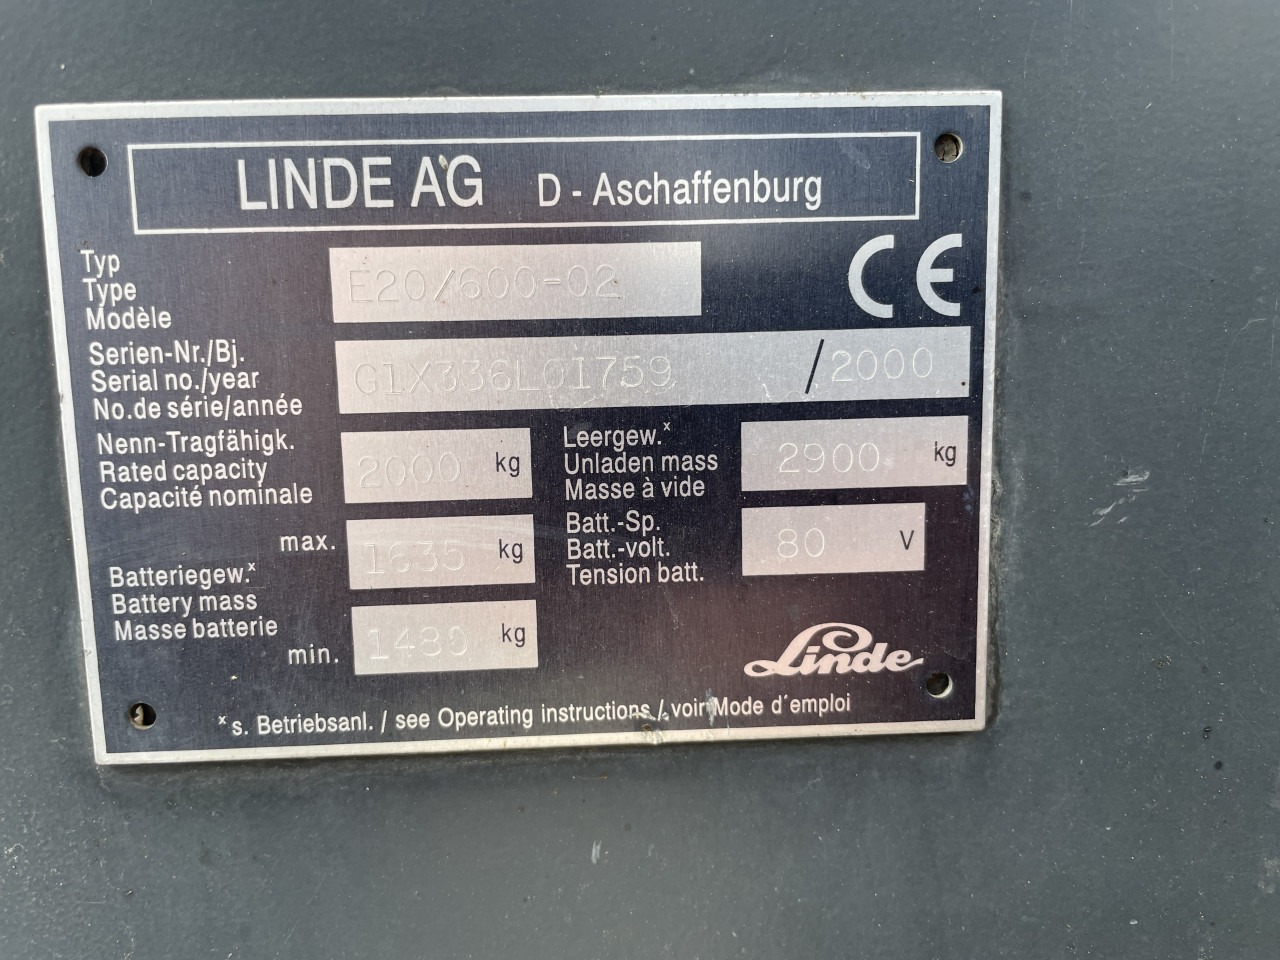 LINDE AG D - Aschaffenburg
Typ
Type
Modèle
E20/600-02
CE
Serien-Nr./Bj.
Serial no./year
No.de série/année
G1X336L01759 / 2000
Nenn-Tragfähigk.
Rated capacity
Capacité nominale
2000 kg
Leergew.ˣ
Unladen mass
Masse à vide
2900 kg
max. 1635 kg
Batteriegew.ˣ
Battery mass
Masse batterie
min. 1480 kg
Batt.-Sp.
Batt.-volt.
Tension batt.
80 V
Linde
ˣ s. Betriebsanl. / see Operating instructions / voir Mode d´emploi